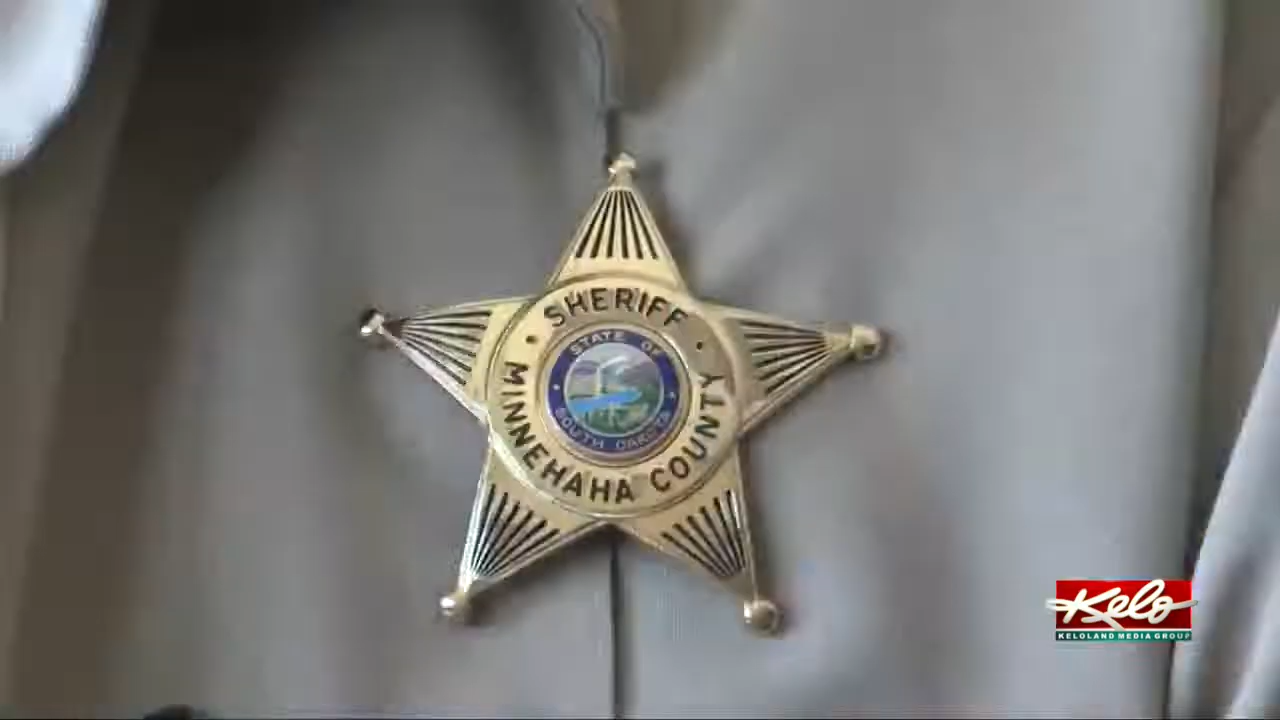 SHERIFF
STATE OF
SOUTH DAKOTA
MINNEHAHA COUNTY
Kelo
KELOLAND MEDIA GROUP